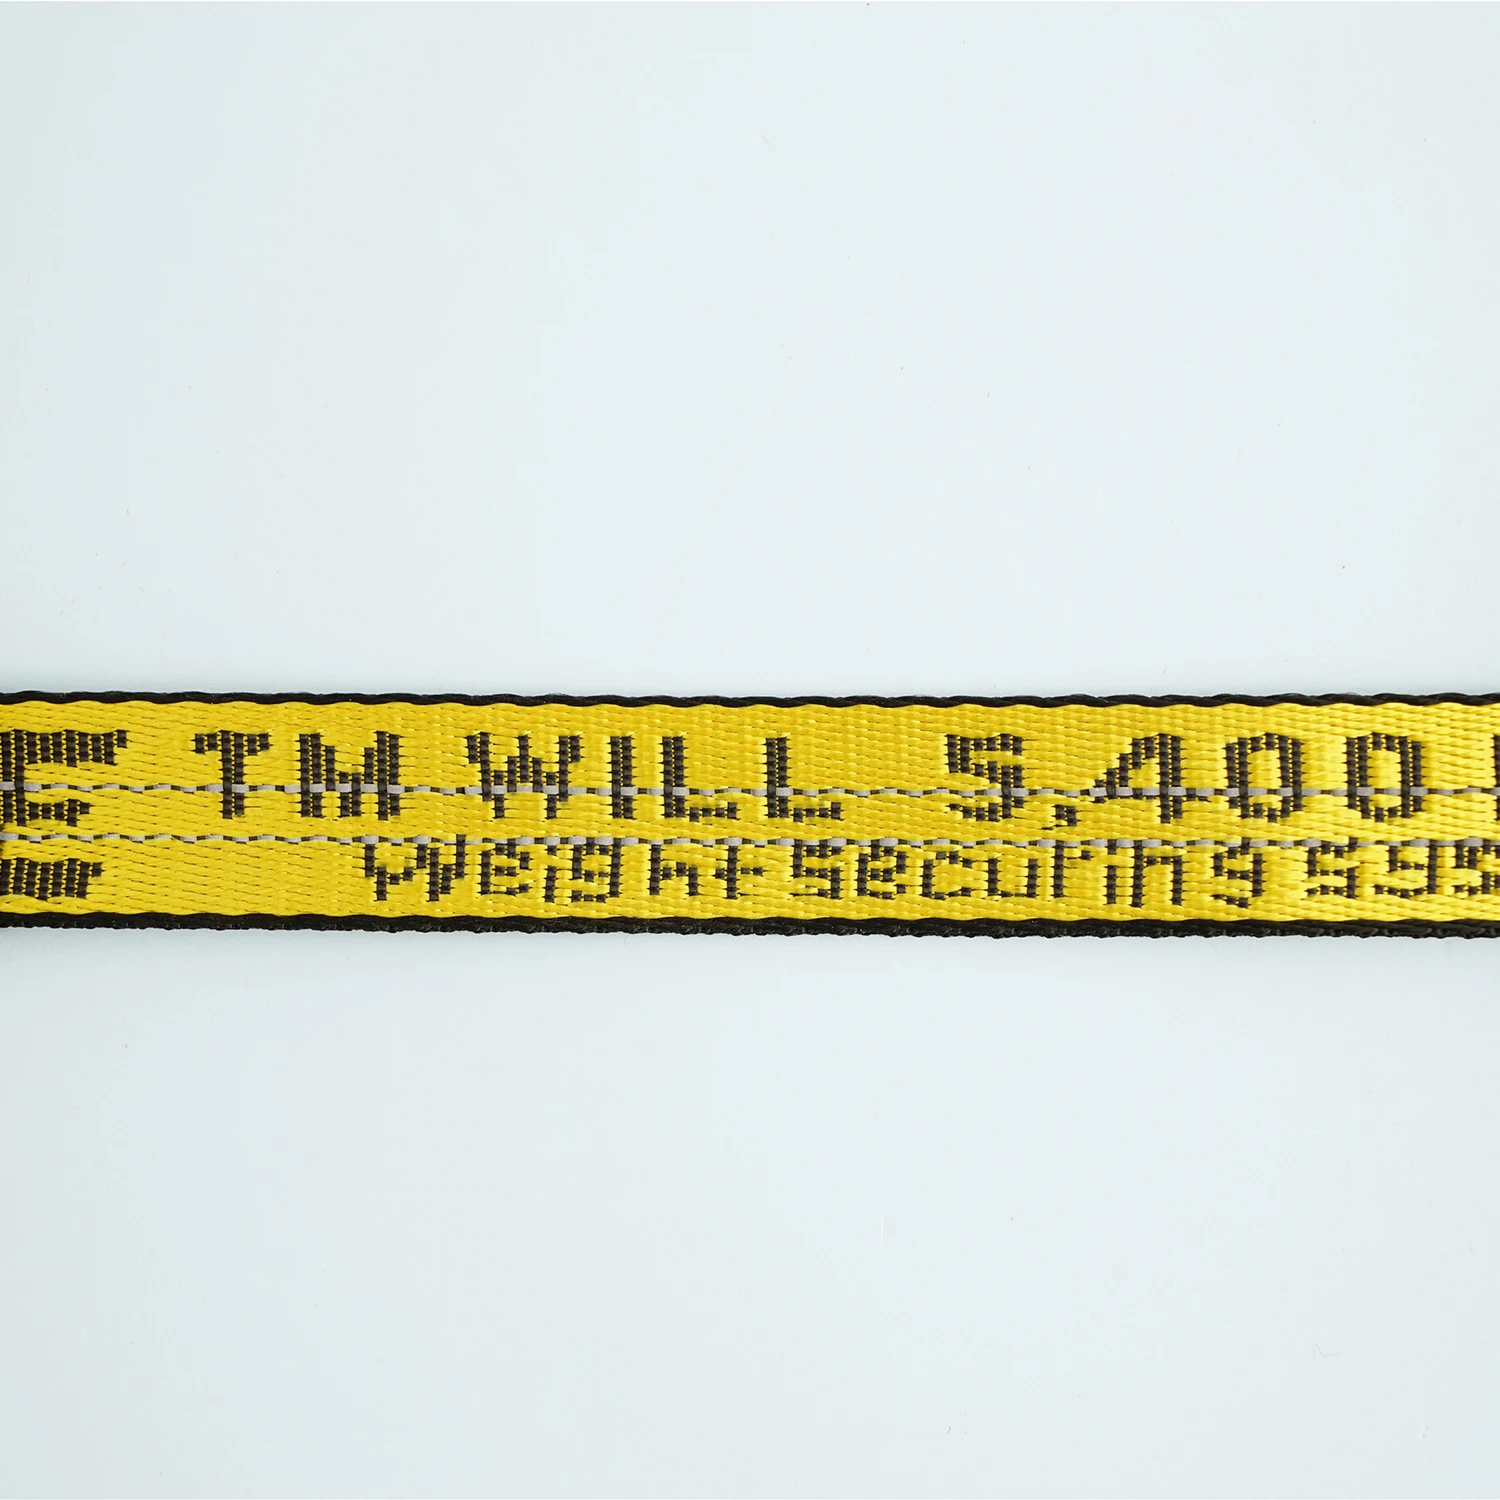 E TM WILL 5,400
Weight securing sys